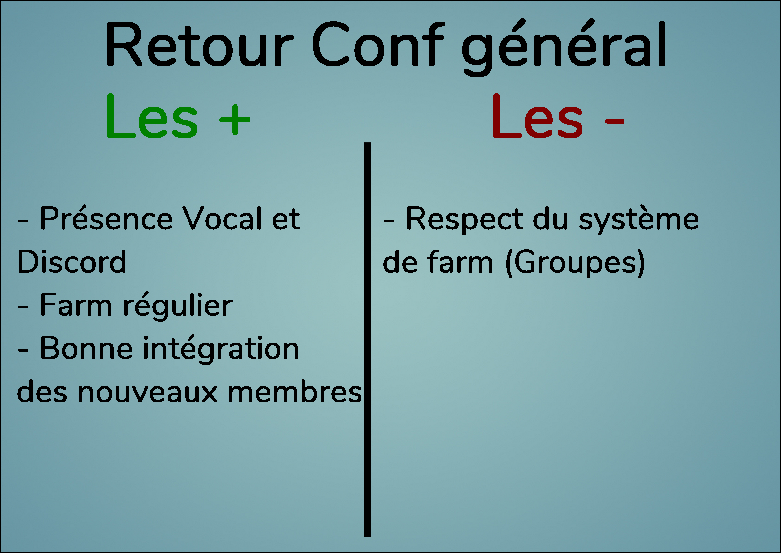 Retour Conf général
Les +
- Présence Vocal et
Discord
- Farm régulier
- Bonne intégration
des nouveaux membres
Les -
- Respect du système
de farm (Groupes)